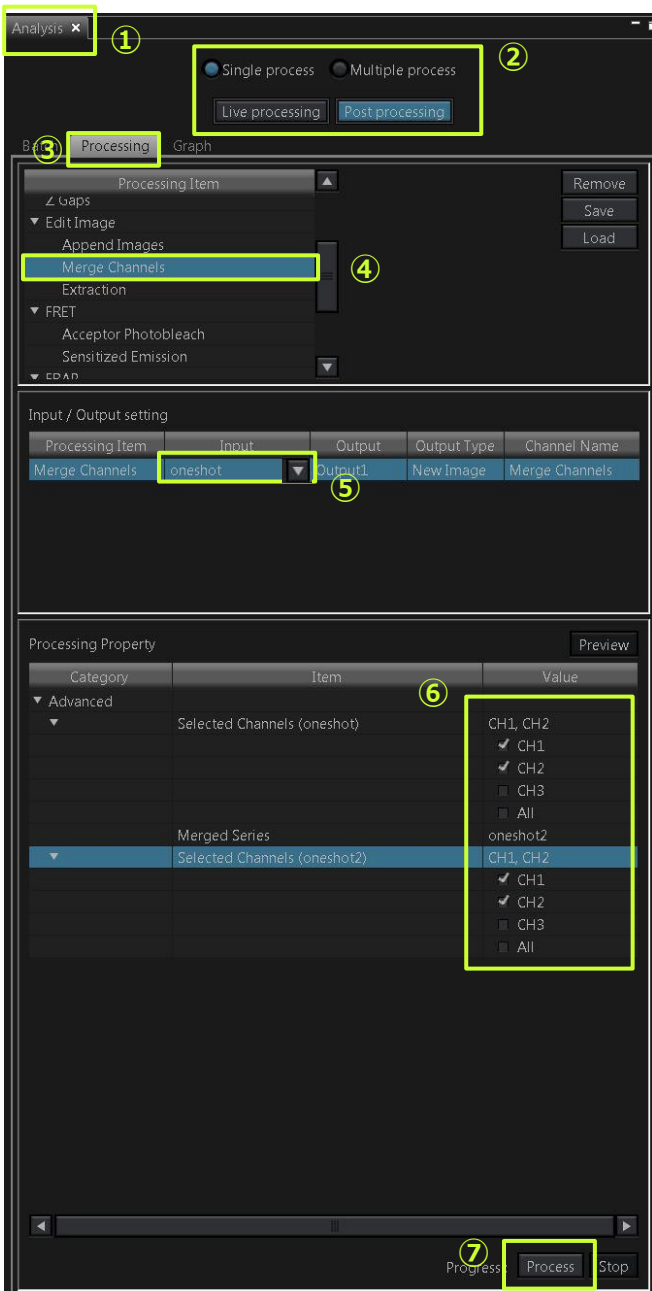 Analysis ×
①
Single process Multiple process ②
Live processing Post processing
③ Processing Graph
Processing Item Remove
Z Gaps Save
Edit Image Load
Append Images
Merge Channels ④
Extraction
FRET
Acceptor Photobleach
Sensitized Emission
FRAP
Input / Output setting
Processing Item Input Output Output Type Channel Name
Merge Channels oneshot Output1 New Image Merge Channels
⑤
Processing Property Preview
Category Item Value
⑥
Advanced
Selected Channels (oneshot) CH1, CH2
CH1
CH2
CH3
All
Merged Series oneshot2
Selected Channels (oneshot2) CH1, CH2
CH1
CH2
CH3
All
⑦
Progress: Process Stop